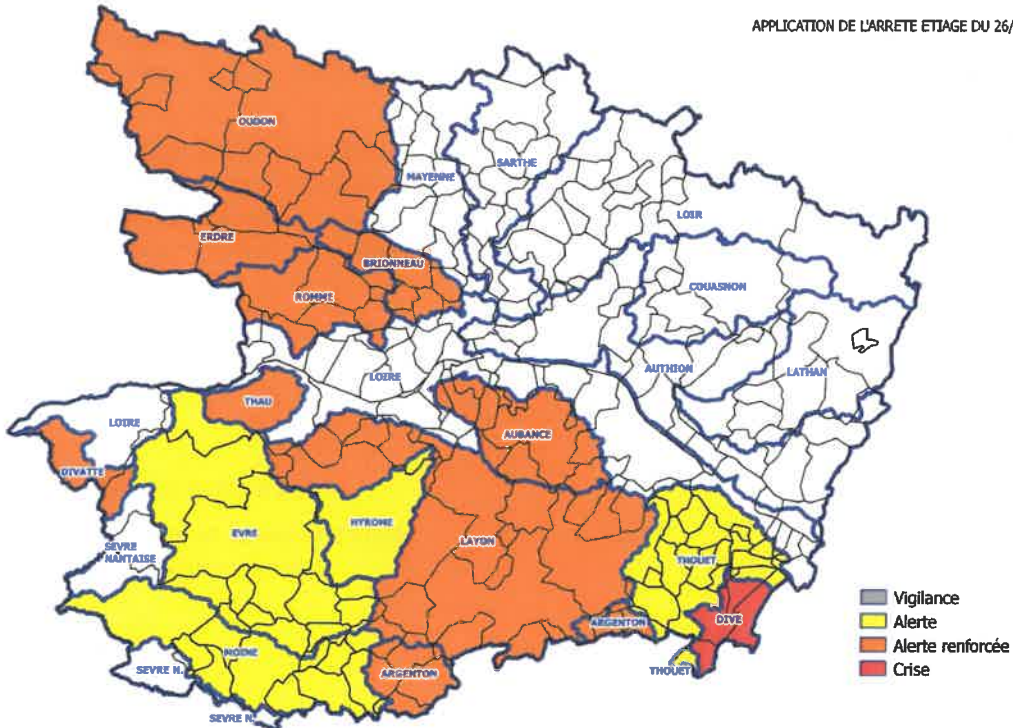 APPLICATION DE L'ARRETE ETIAGE DU 26/
OUDON
SARTHE
MAYENNE
LOIR
ERDRE
BRIONNEAU
COUASNON
ROMME
AUTHION
LATHAN
LOIRE
THAU
LOIRE
AUBANCE
DIVATTE
HYROME
EVRE
LAYON
SEVRE
NANTAISE
THOUET
Vigilance
Alerte
ARGENTON
DIVE
Alerte renforcée
MOINE
SEVRE N.
ARGENTON
THOUET
Crise
SEVRE N.